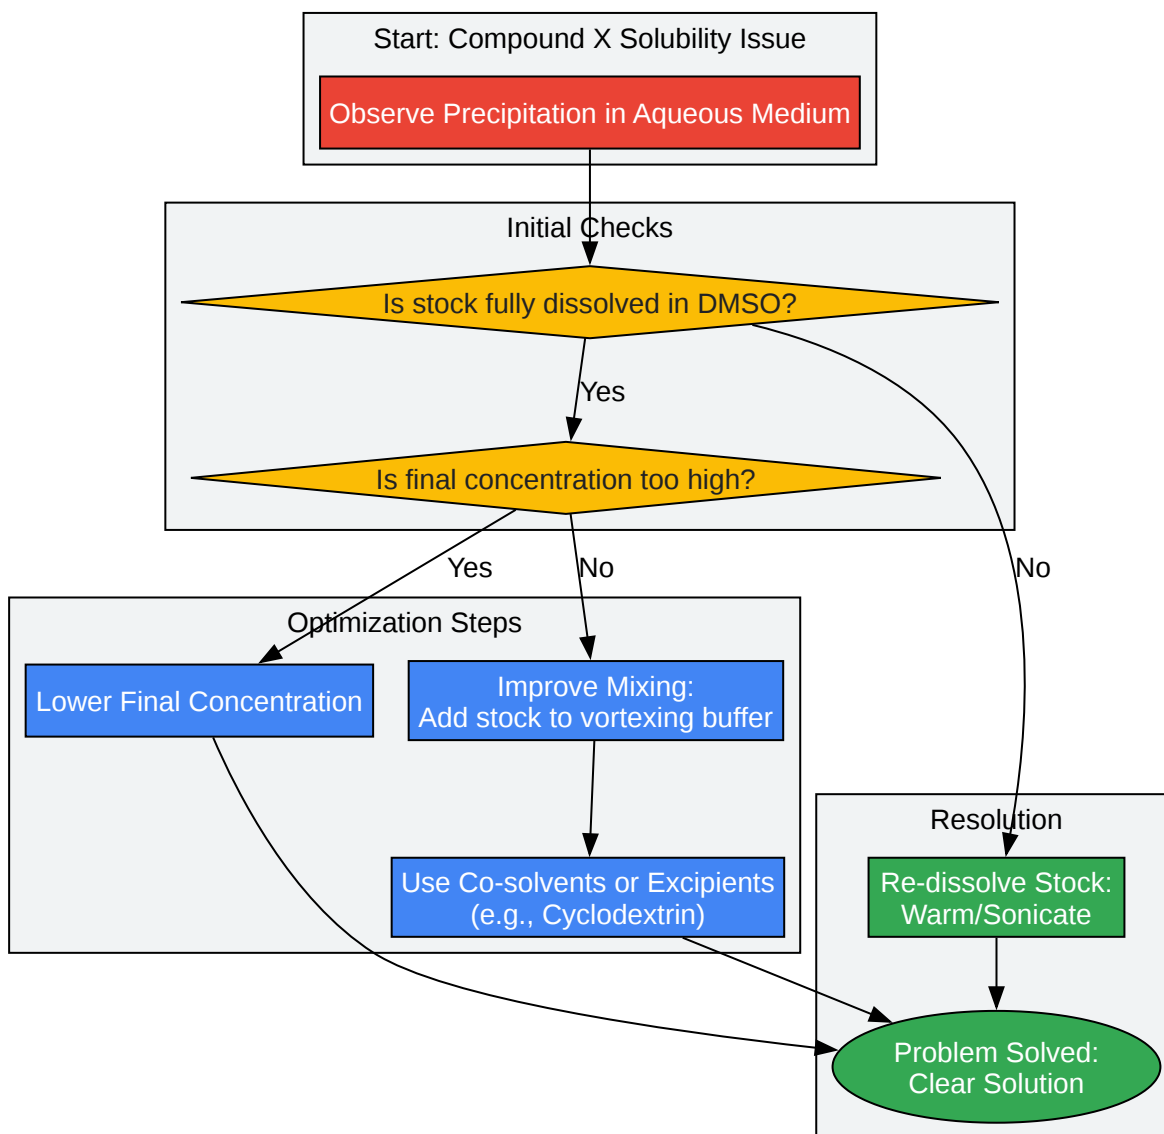 Start: Compound X Solubility Issue
Observe Precipitation in Aqueous Medium
Initial Checks
Is stock fully dissolved in DMSO?
Yes
Is final concentration too high?
Yes
No
No
Optimization Steps
Lower Final Concentration
Improve Mixing:
Add stock to vortexing buffer
Use Co-solvents or Excipients
(e.g., Cyclodextrin)
Resolution
Re-dissolve Stock:
Warm/Sonicate
Problem Solved:
Clear Solution